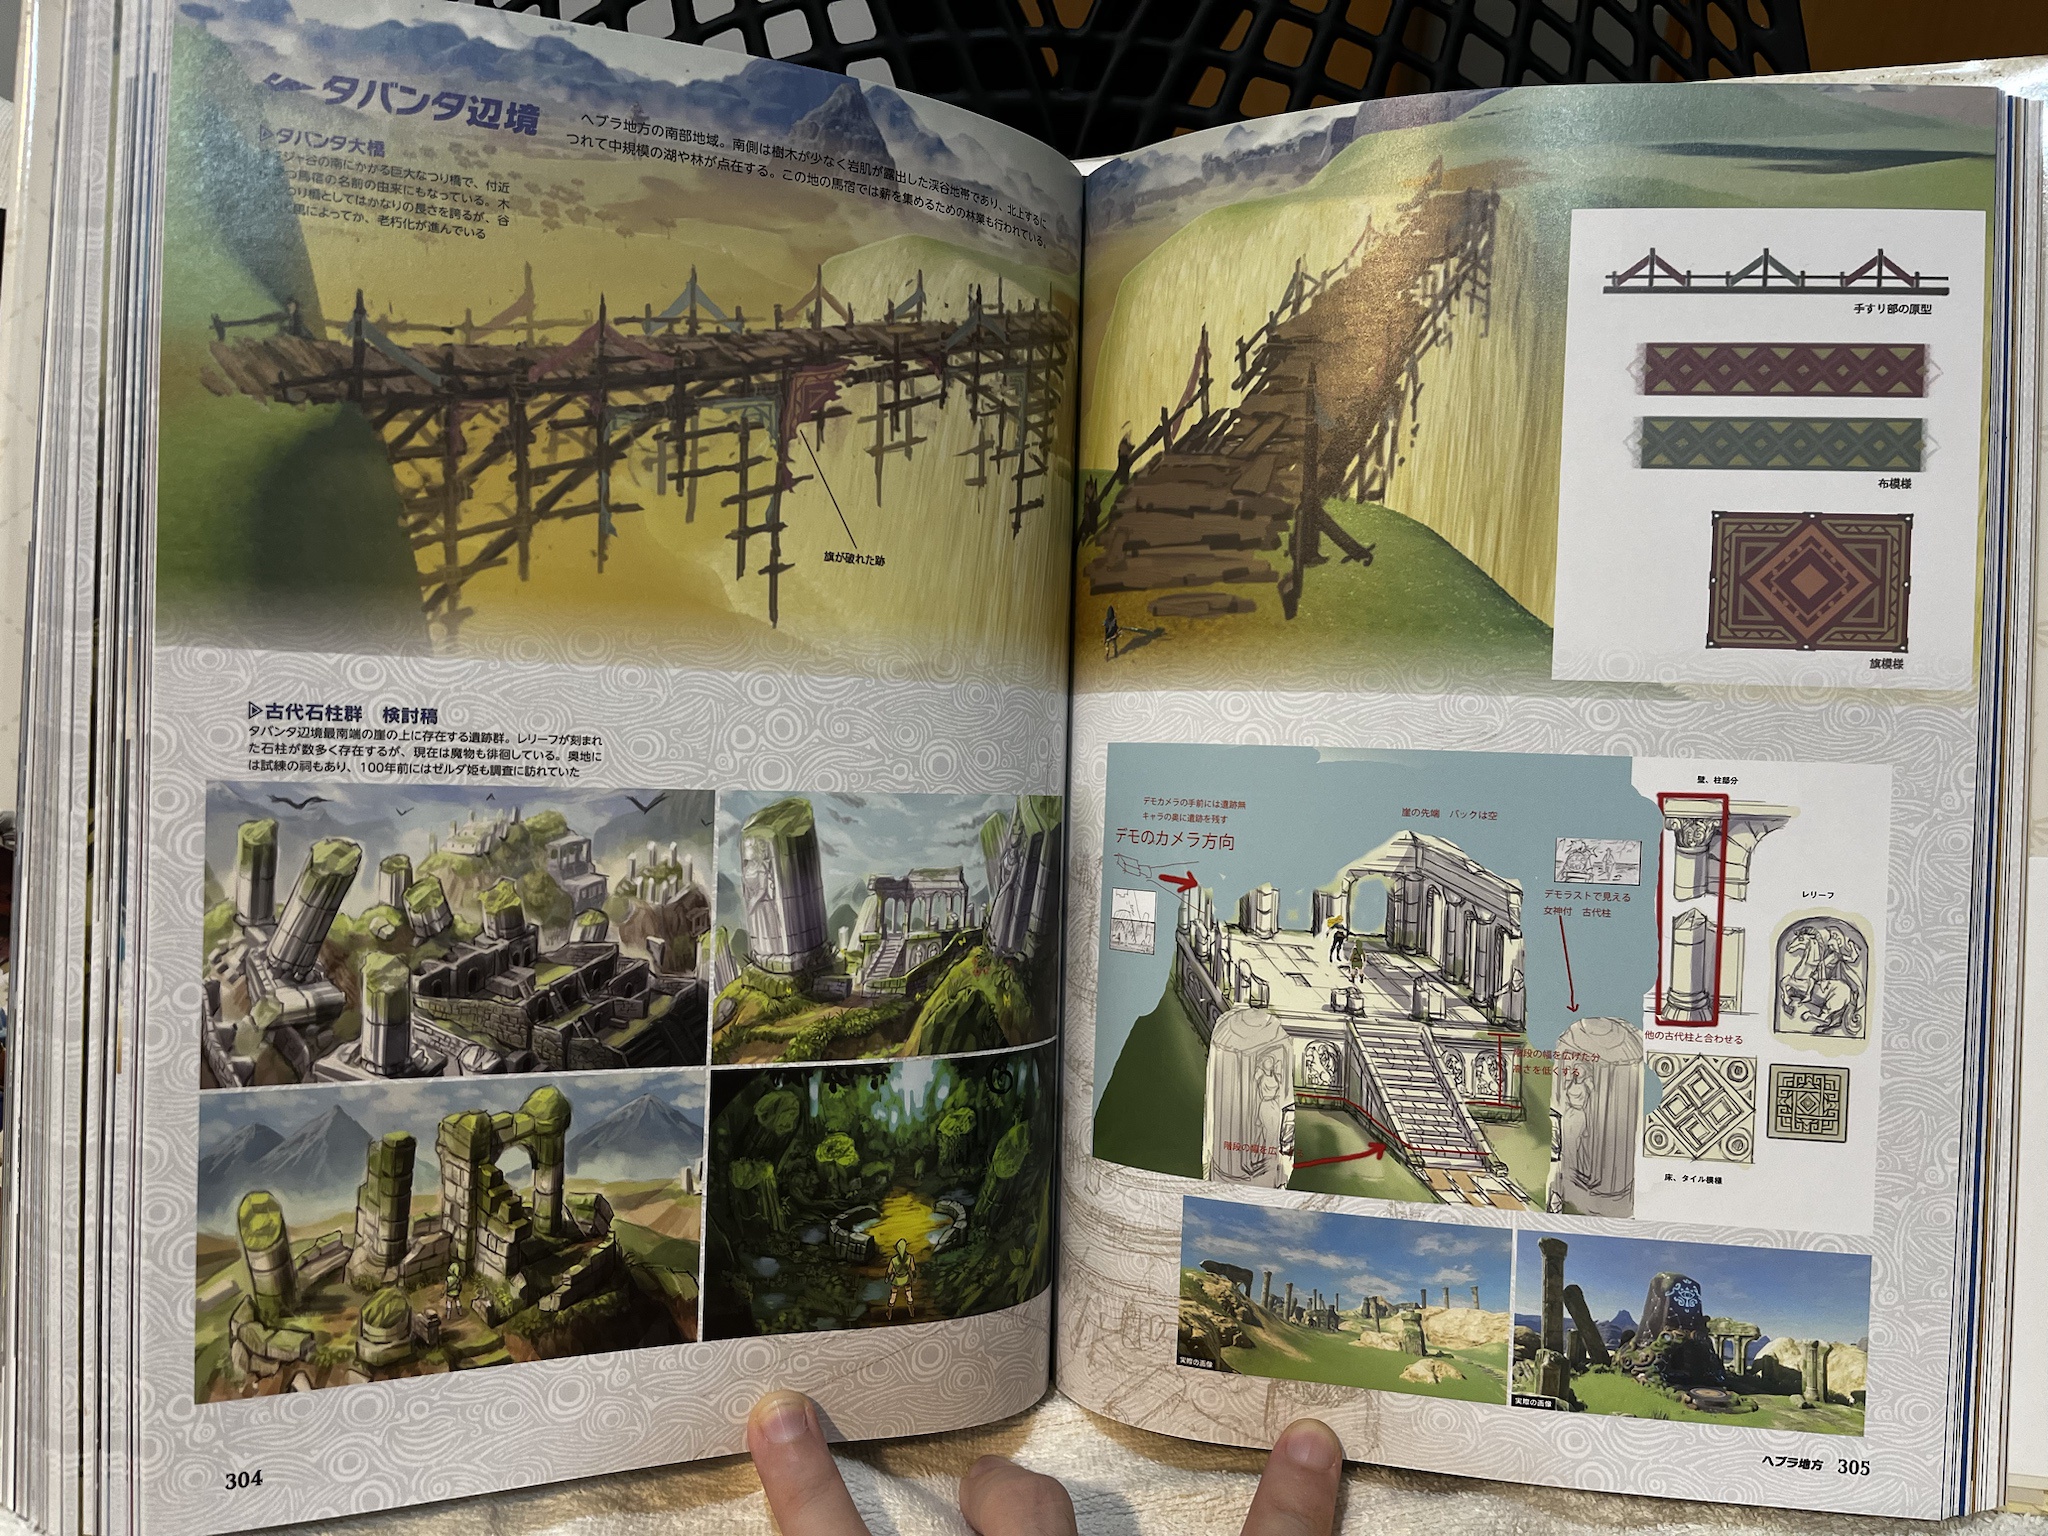 タバンタ辺境
ヘブラ地方の南部地域。南側は樹木が少なく岩肌が露出した渓谷地帯であり、北上するに
つれて中規模の湖や林が点在する。この地の馬宿では薪を集めるための林業も行われている。
タバンタ大橋
ジャ谷の南にかかる巨大なつり橋で、付近
つ馬宿の名前の由来にもなっている。木
わり橋としてはかなりの長さを誇るが、谷
風によってか、老朽化が進んでいる
旗が破れた跡
手すり部の原型
布模様
旗模様
古代石柱群　検討稿
タバンタ辺境最南端の崖の上に存在する遺跡群。レリーフが刻まれ
た石柱が数多く存在するが、現在は魔物も徘徊している。奥地に
は試練の祠もあり、100年前にはゼルダ姫も調査に訪れていた
デモカメラの手前には遺跡無
キャラの奥に遺跡を残す
デモのカメラ方向
崖の先端　バックは空
デモラストで見える
女神付　古代柱
壁、柱部分
レリーフ
他の古代柱と合わせる
階段の幅を広げた分
高さを低くする
階段の幅を広
床、タイル模様
実際の画像
実際の画像
304
ヘブラ地方 305